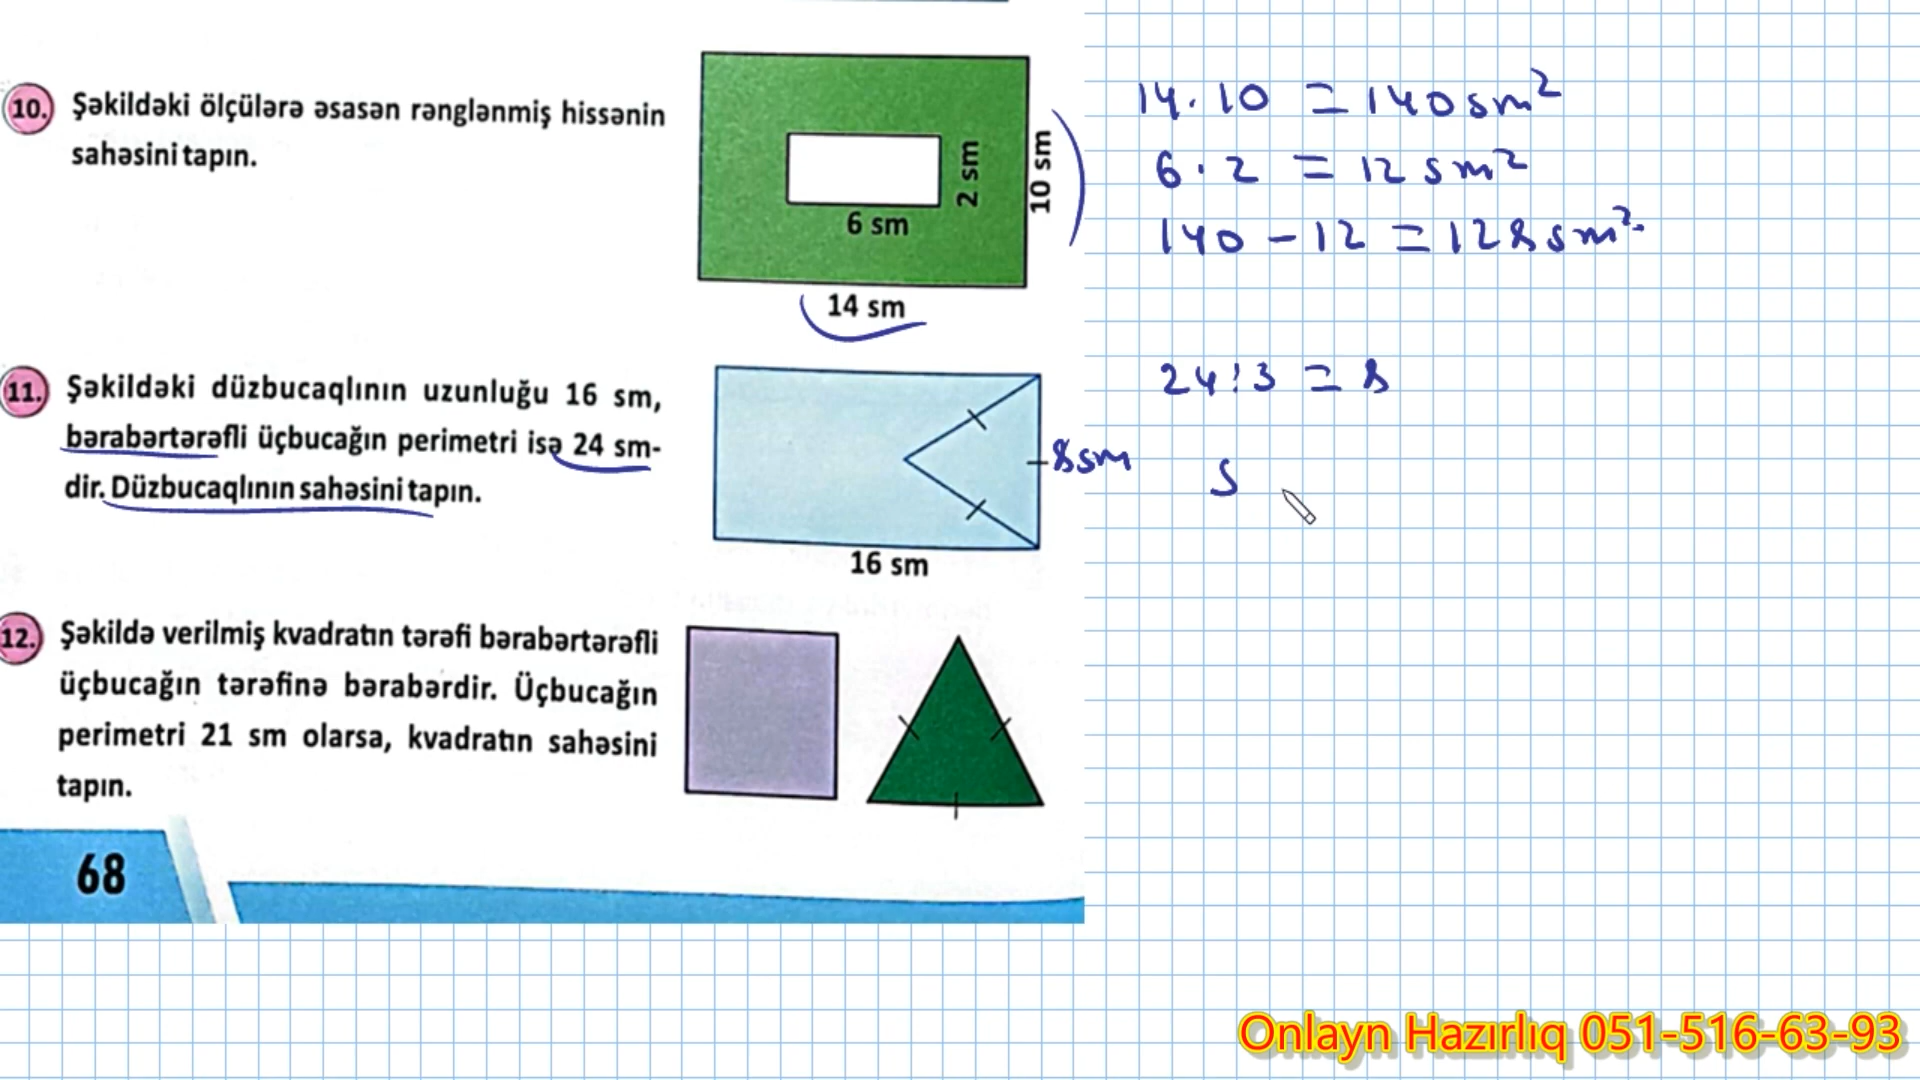 10. Şəkildəki ölçülərə əsasən rənglənmiş hissənin
sahəsini tapın.
2 sm
10 sm
6 sm
14 sm
14 · 10 = 140 sm²
6 · 2 = 12 sm²
140 - 12 = 128 sm².
11. Şəkildəki düzbucaqlının uzunluğu 16 sm,
bərabərtərəfli üçbucağın perimetri isə 24 sm-
dir. Düzbucaqlının sahəsini tapın.
8 sm
16 sm
24 : 3 = 8
S
12. Şəkildə verilmiş kvadratın tərəfi bərabərtərəfli
üçbucağın tərəfinə bərabərdir. Üçbucağın
perimetri 21 sm olarsa, kvadratın sahəsini
tapın.
68
Onlayn Hazırlıq 051-516-63-93